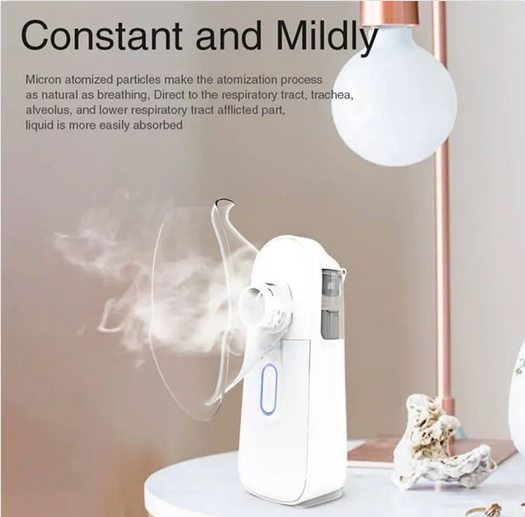 Constant and Mildly
Micron atomized particles make the atomization process
as natural as breathing, Direct to the respiratory tract, trachea,
alveolus, and lower respiratory tract afflicted part,
liquid is more easily absorbed